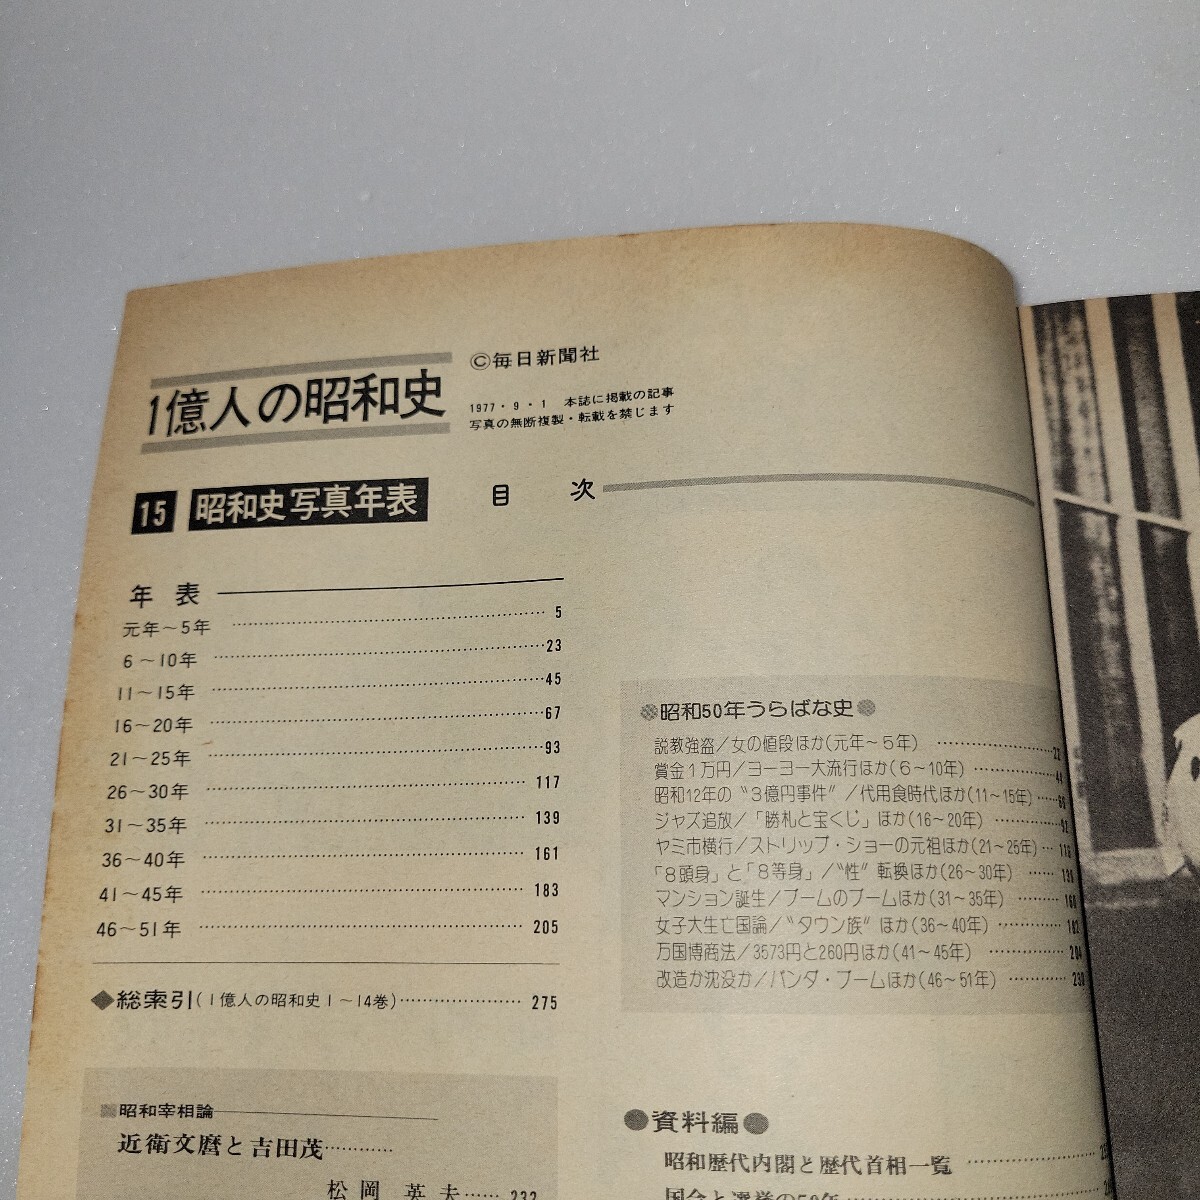 1億人の昭和史
©毎日新聞社
1977・9・1 本誌に掲載の記事
写真の無断複製・転載を禁じます
15 昭和史写真年表
目 次
年 表
元年～5年 5
6～10年 23
11～15年 45
16～20年 67
21～25年 93
26～30年 117
31～35年 139
36～40年 161
41～45年 183
46～51年 205
◆総索引(1億人の昭和史1～14巻) 275
昭和宰相論
近衛文麿と吉田茂
松岡 英夫 232
昭和50年うらばな史
説教強盗／女の値段ほか(元年～5年) 22
賞金1万円／ヨーヨー大流行ほか(6～10年) 44
昭和12年の〝3億円事件〟／代用食時代ほか(11～15年)
ジャズ追放／「勝札と宝くじ」ほか(16～20年) 92
ヤミ市横行／ストリップ・ショーの元祖ほか(21～25年)
「8頭身」と「8等身」／〝性〟転換ほか(26～30年)
マンション誕生／ブームのブームほか(31～35年) 160
女子大生亡国論／〝タウン族〟ほか(36～40年) 182
万国博商法／3573円と260円ほか(41～45年) 204
改造か沈没か／パンダ・ブームほか(46～51年) 230
●資料編●
昭和歴代内閣と歴代首相一覧
国会と選挙の50年